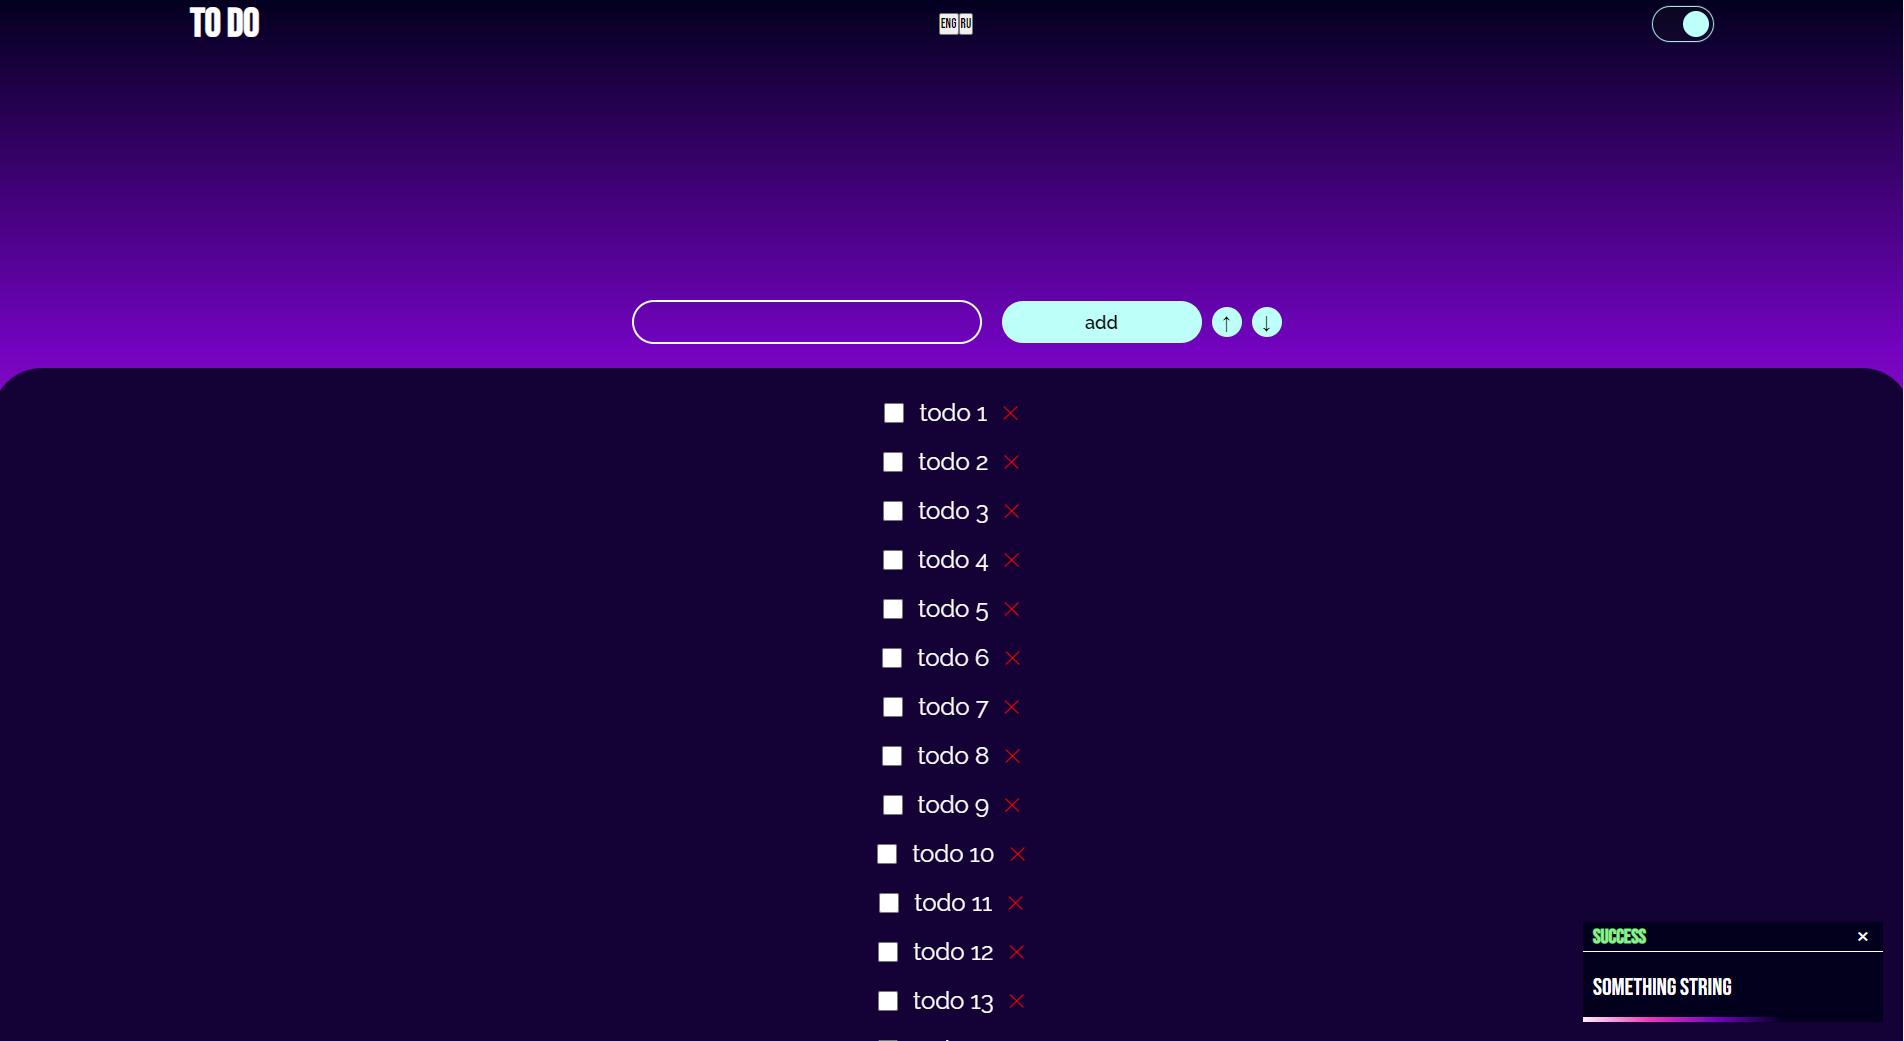 TO DO
ENG RU
add ↑ ↓
todo 1
todo 2
todo 3
todo 4
todo 5
todo 6
todo 7
todo 8
todo 9
todo 10
todo 11
todo 12
todo 13
SUCCESS ×
SOMETHING STRING